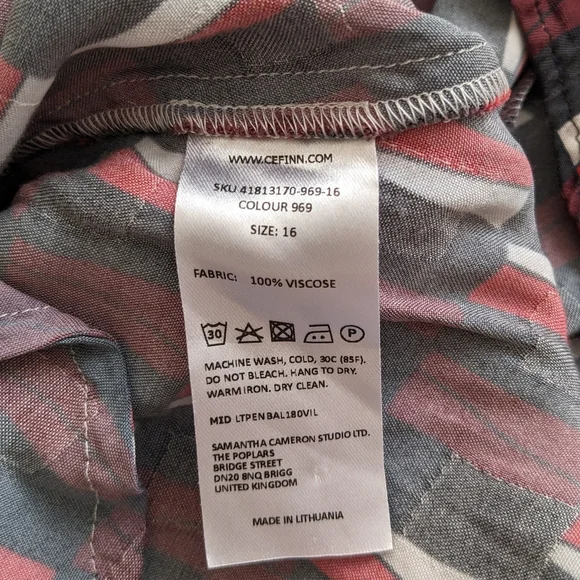 WWW.CEFINN.COM
SKU 41813170-969-16
COLOUR 969
SIZE: 16
FABRIC: 100% VISCOSE
30 P
MACHINE WASH, COLD, 30C (85F).
DO NOT BLEACH. HANG TO DRY.
WARM IRON. DRY CLEAN.
MID LTPENBAL180VIL
SAMANTHA CAMERON STUDIO LTD.
THE POPLARS
BRIDGE STREET
DN20 8NQ BRIGG
UNITED KINGDOM
MADE IN LITHUANIA